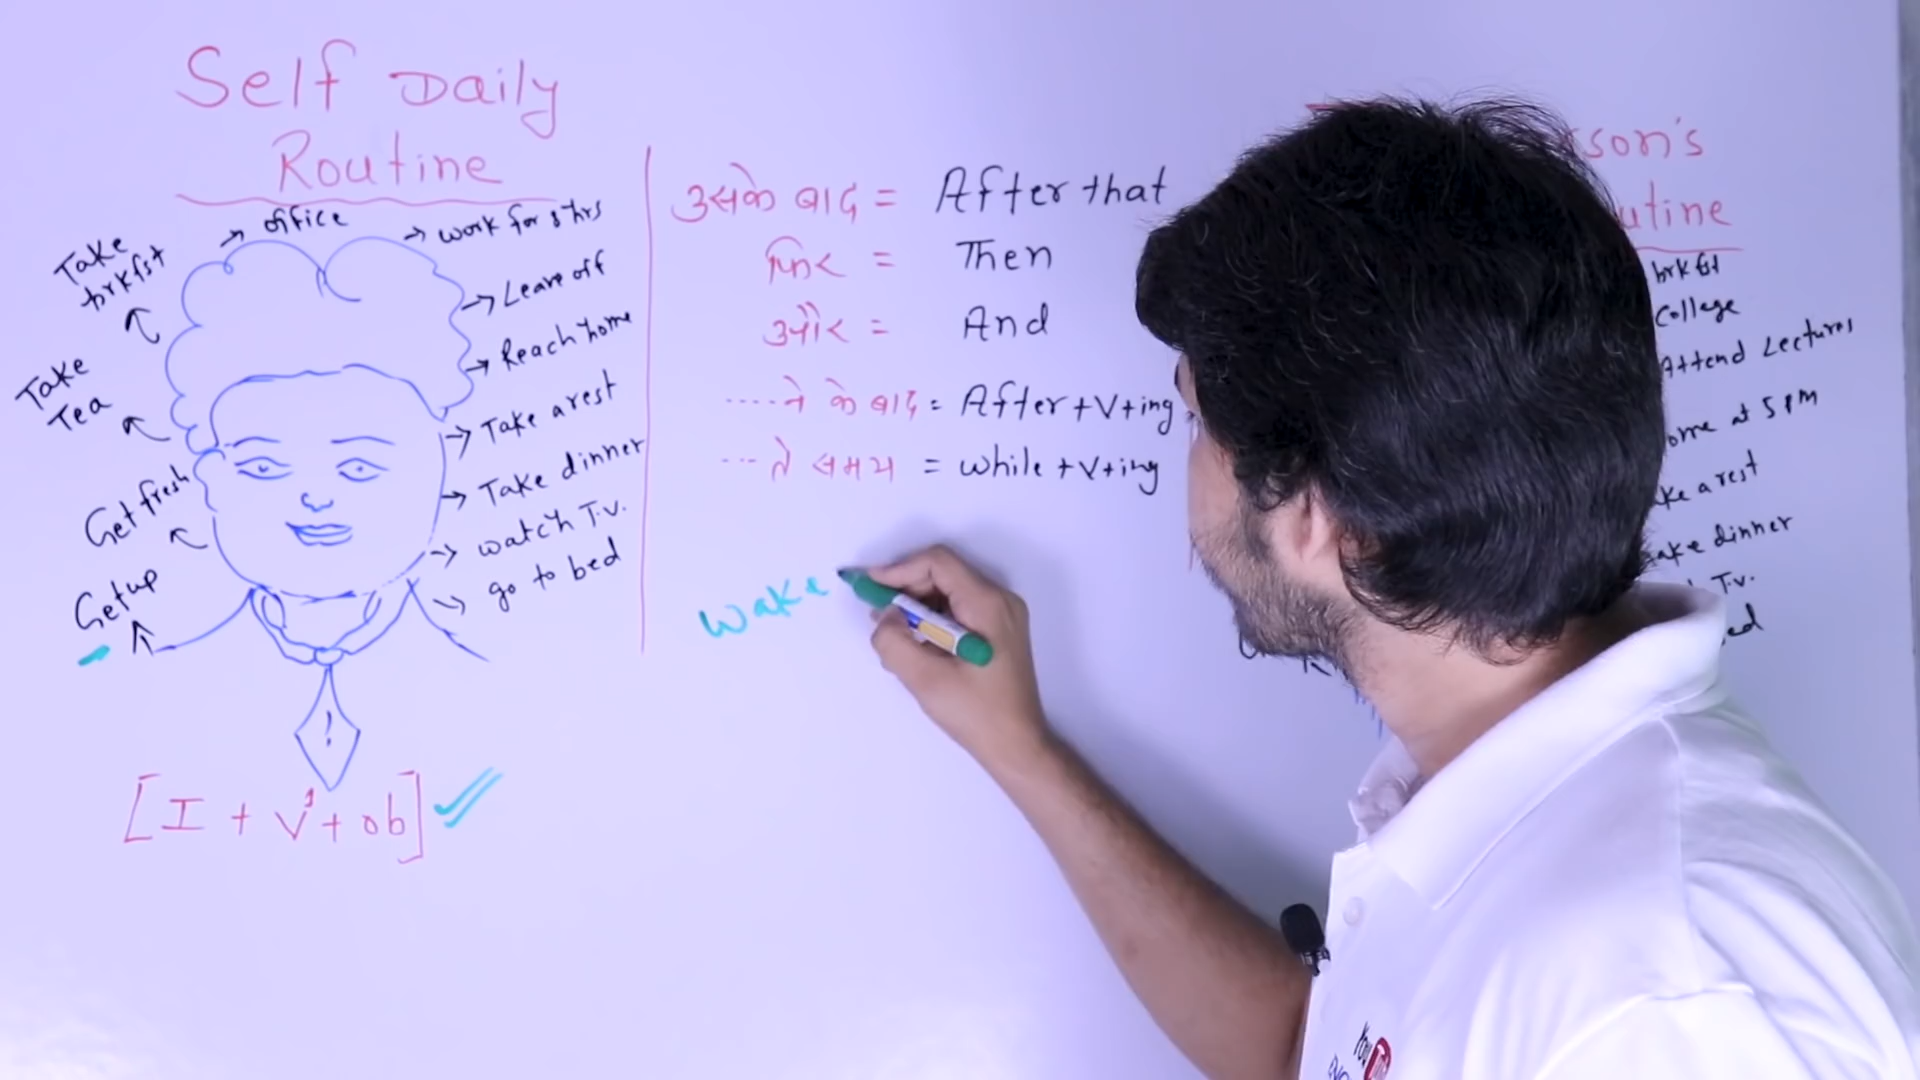 Self Daily
Routine
Take
brkfst
office
work for 8 hrs
Leave off
Reach home
Take a rest
Take dinner
watch T.V.
go to bed
Take
Tea
Get fresh
Get up
!
[I + V¹ + ob]
उसके बाद = After that
फिर = Then
और = And
.....ने के बाद = After+V+ing
...ते समय = while+V+ing
wake
utine
brkfst
College
Attend Lectures
ome at 5 PM
ke a rest
ake dinner
T.V.
ed
You